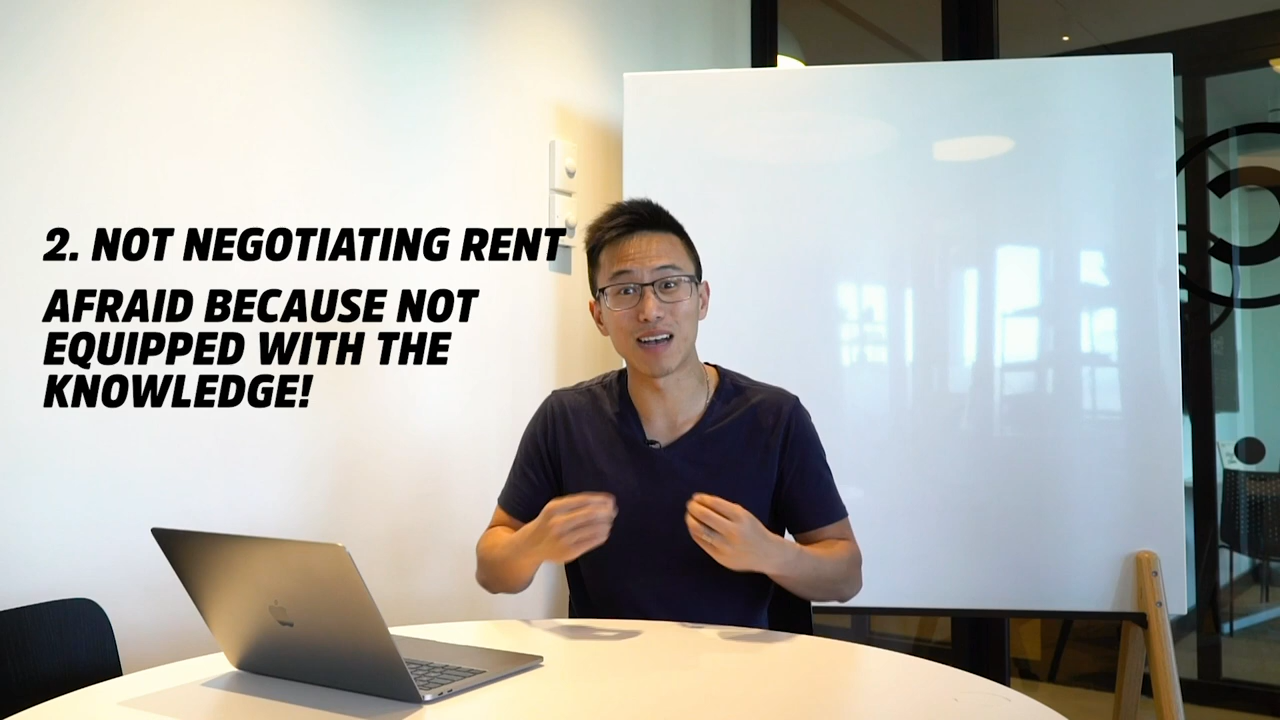 2. NOT NEGOTIATING RENT
AFRAID BECAUSE NOT
EQUIPPED WITH THE
KNOWLEDGE!